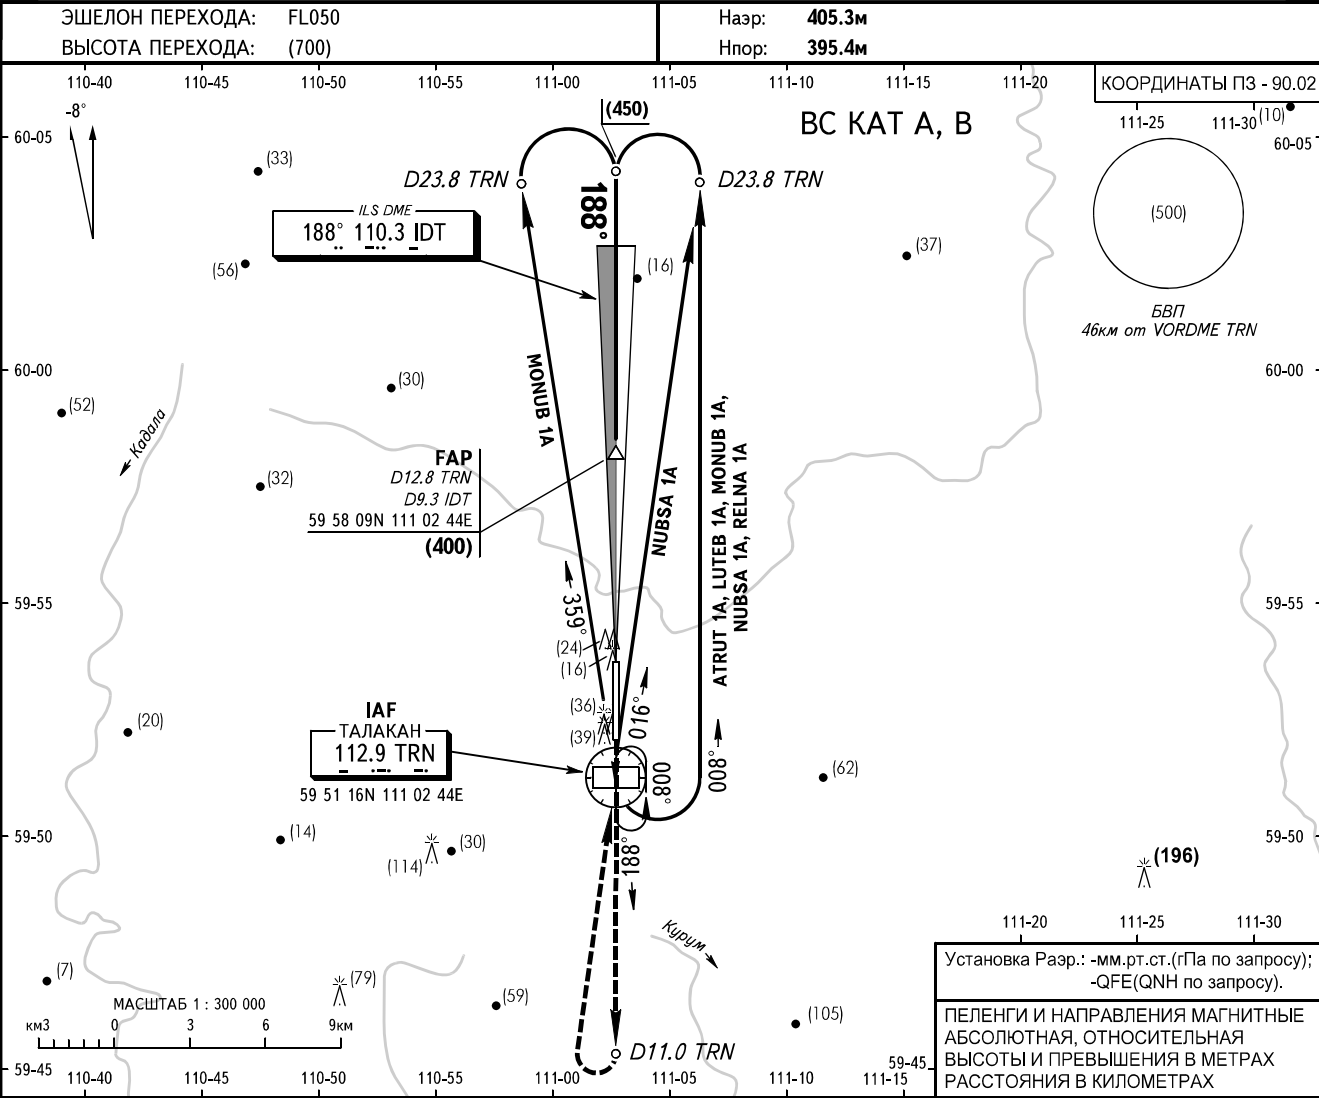 ЭШЕЛОН ПЕРЕХОДА: FL050
ВЫСОТА ПЕРЕХОДА: (700)
Наэр: 405.3м
Нпор: 395.4м
110-40 110-45 110-50 110-55 111-00 111-05 111-10 111-15 111-20
КООРДИНАТЫ ПЗ - 90.02
111-25 111-30 (10)
-8°
(450)
ВС КАТ А, В
60-05 60-05
(33)
D23.8 TRN D23.8 TRN
188°
ILS DME
188° 110.3 IDT
(500)
(37)
(56)
(16)
БВП
46км от VORDME TRN
60-00 60-00
(30)
(52)
Кадала
MONUB 1A
NUBSA 1A
ATRUT 1A, LUTEB 1A, MONUB 1A,
NUBSA 1A, RELNA 1A
FAP
D12.8 TRN
D9.3 IDT
59 58 09N 111 02 44E
(400)
(32)
59-55 59-55
359°
(24)
(16)
016°
008°
(36)
(39)
IAF
ТАЛАКАН
112.9 TRN
59 51 16N 111 02 44E
(20)
(62)
008°
188°
59-50 59-50
(14)
(30)
(114)
(196)
Курум
111-20 111-25 111-30
(7)
(79)
(59)
(105)
МАСШТАБ 1 : 300 000
км3 0 3 6 9км
D11.0 TRN
59-45 59-45
110-40 110-45 110-50 110-55 111-00 111-05 111-10 111-15
Установка Раэр.: -мм.рт.ст.(гПа по запросу);
-QFE(QNH по запросу).
ПЕЛЕНГИ И НАПРАВЛЕНИЯ МАГНИТНЫЕ
АБСОЛЮТНАЯ, ОТНОСИТЕЛЬНАЯ
ВЫСОТЫ И ПРЕВЫШЕНИЯ В МЕТРАХ
РАССТОЯНИЯ В КИЛОМЕТРАХ